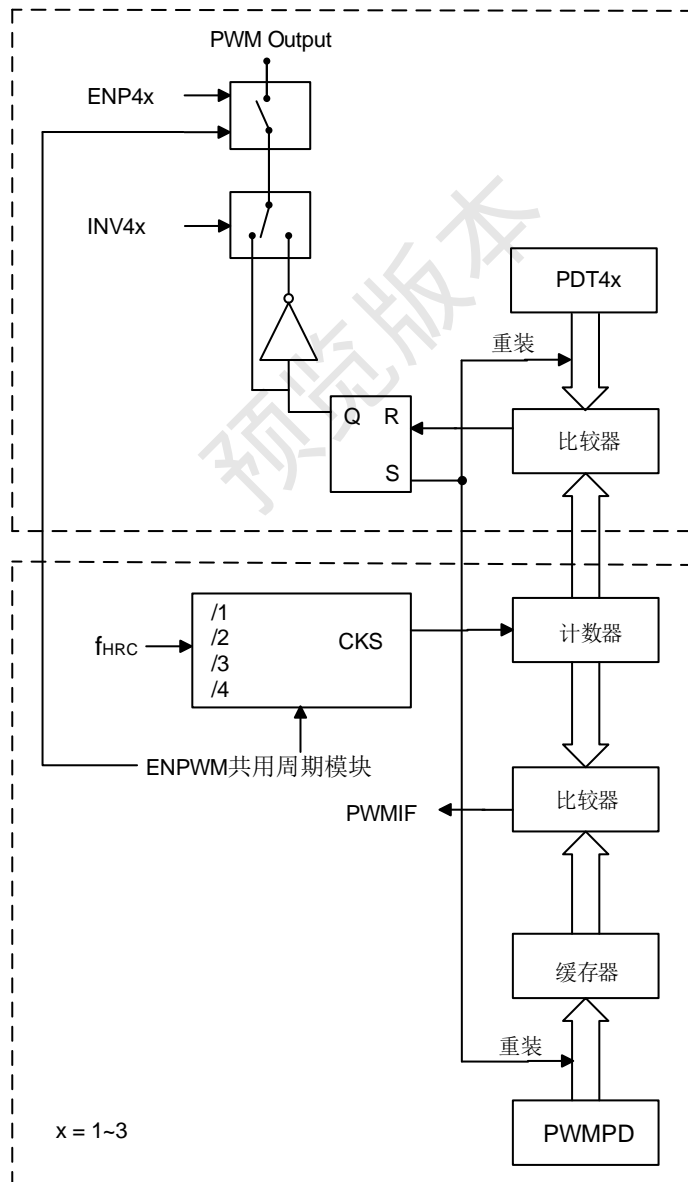 PWM Output
ENP4x
INV4x
PDT4x
重装
Q R
S
比较器
预览版本
/1
/2
/3
/4
CKS
fHRC
计数器
ENPWM共用周期模块
比较器
PWMIF
缓存器
重装
x = 1~3
PWMPD